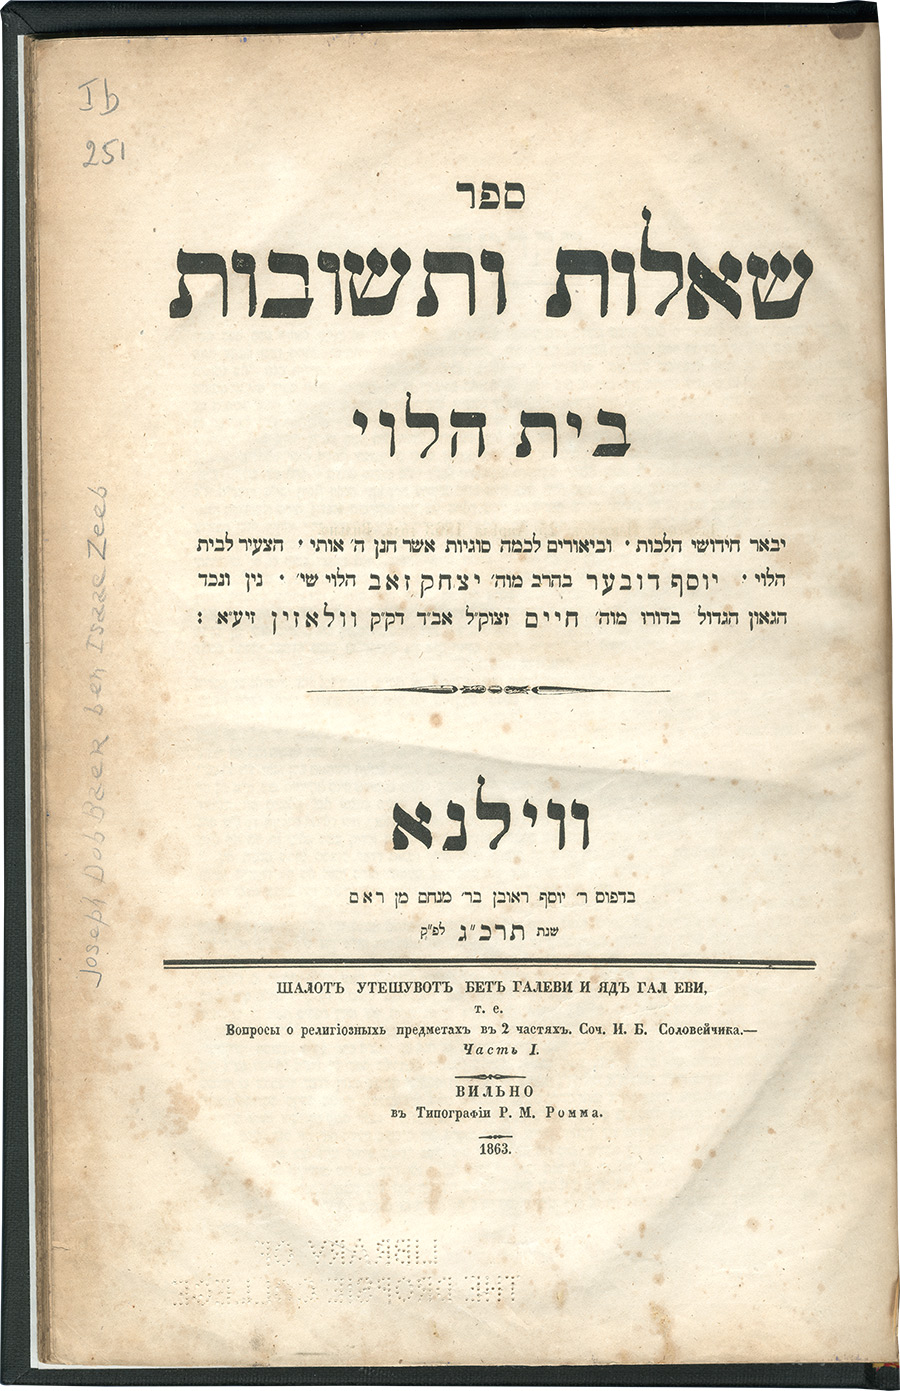 Ib
251
ספר
שאלות ותשובות
בית הלוי
יבאר חידושי הלכות · וביאורים לכמה סוגיות אשר חנן ה׳ אותי · הצעיר לבית
הלוי · יוסף דובער בהרב מוה׳ יצחק זאב הלוי שי׳ · נין ונכד
הגאון הגדול בדורו מוה׳ חיים זצוק״ל אב״ד דק״ק וולאזין זיע״א :
Joseph Dob Baer ben Isaac Zeeb
ווילנא
בדפוס ר׳ יוסף ראובן בר׳ מנחם מן ראם
שנת תרכ״ג לפ״ק
ШАЛОТЪ УТЕШУВОТЪ БЕТЪ ГАЛЕВИ И ЯДЪ ГАЛ ЕВИ,
т. е.
Вопросы о религіозныхь предметахъ въ 2 частяхъ. Соч. И. Б. Соловейчика.—
Часть I.
ВИЛЬНО
въ Типографіи Р. М. Ромма.
1863.
LIBRARY OF
THE DROPSIE COLLEGE